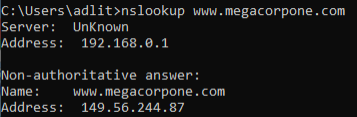 C:\Users\adlit>nslookup www.megacorpone.com
Server:  UnKnown
Address:  192.168.0.1

Non-authoritative answer:
Name:    www.megacorpone.com
Address:  149.56.244.87